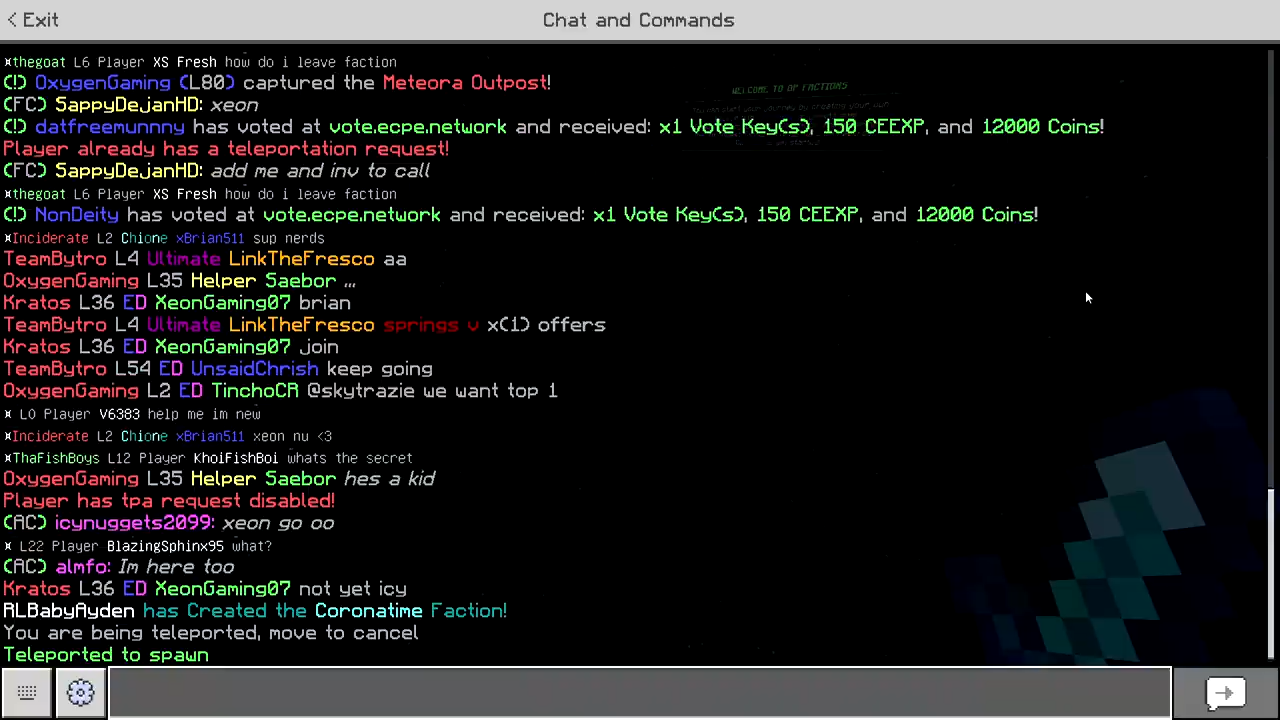 < Exit
Chat and Commands
¤thegoat L6 Player XS Fresh how do i leave faction
(!) OxygenGaming (L80) captured the Meteora Outpost!
WELCOME TO OP FACTIONS
(FC) SappyDejanHD: xeon
(!) datfreemunnny has voted at vote.ecpe.network and received: x1 Vote Key(s), 150 CEEXP, and 12000 Coins!
Player already has a teleportation request!
(FC) SappyDejanHD: add me and inv to call
¤thegoat L6 Player XS Fresh how do i leave faction
(!) NonDeity has voted at vote.ecpe.network and received: x1 Vote Key(s), 150 CEEXP, and 12000 Coins!
¤Inciderate L2 Chione xBrian511 sup nerds
TeamBytro L4 Ultimate LinkTheFresco aa
OxygenGaming L35 Helper Saebor ...
Kratos L36 ED XeonGaming07 brian
TeamBytro L4 Ultimate LinkTheFresco springs v x(1) offers
Kratos L36 ED XeonGaming07 join
TeamBytro L54 ED UnsaidChrish keep going
OxygenGaming L2 ED TinchoCR @skytrazie we want top 1
¤ L0 Player V6383 help me im new
¤Inciderate L2 Chione xBrian511 xeon nu <3
¤ThaFishBoys L12 Player KhoiFishBoi whats the secret
OxygenGaming L35 Helper Saebor hes a kid
Player has tpa request disabled!
(AC) icynuggets2099: xeon go oo
¤ L22 Player BlazingSphinx95 what?
(AC) almfo: Im here too
Kratos L36 ED XeonGaming07 not yet icy
RLBabyAyden has Created the Coronatime Faction!
You are being teleported, move to cancel
Teleported to spawn